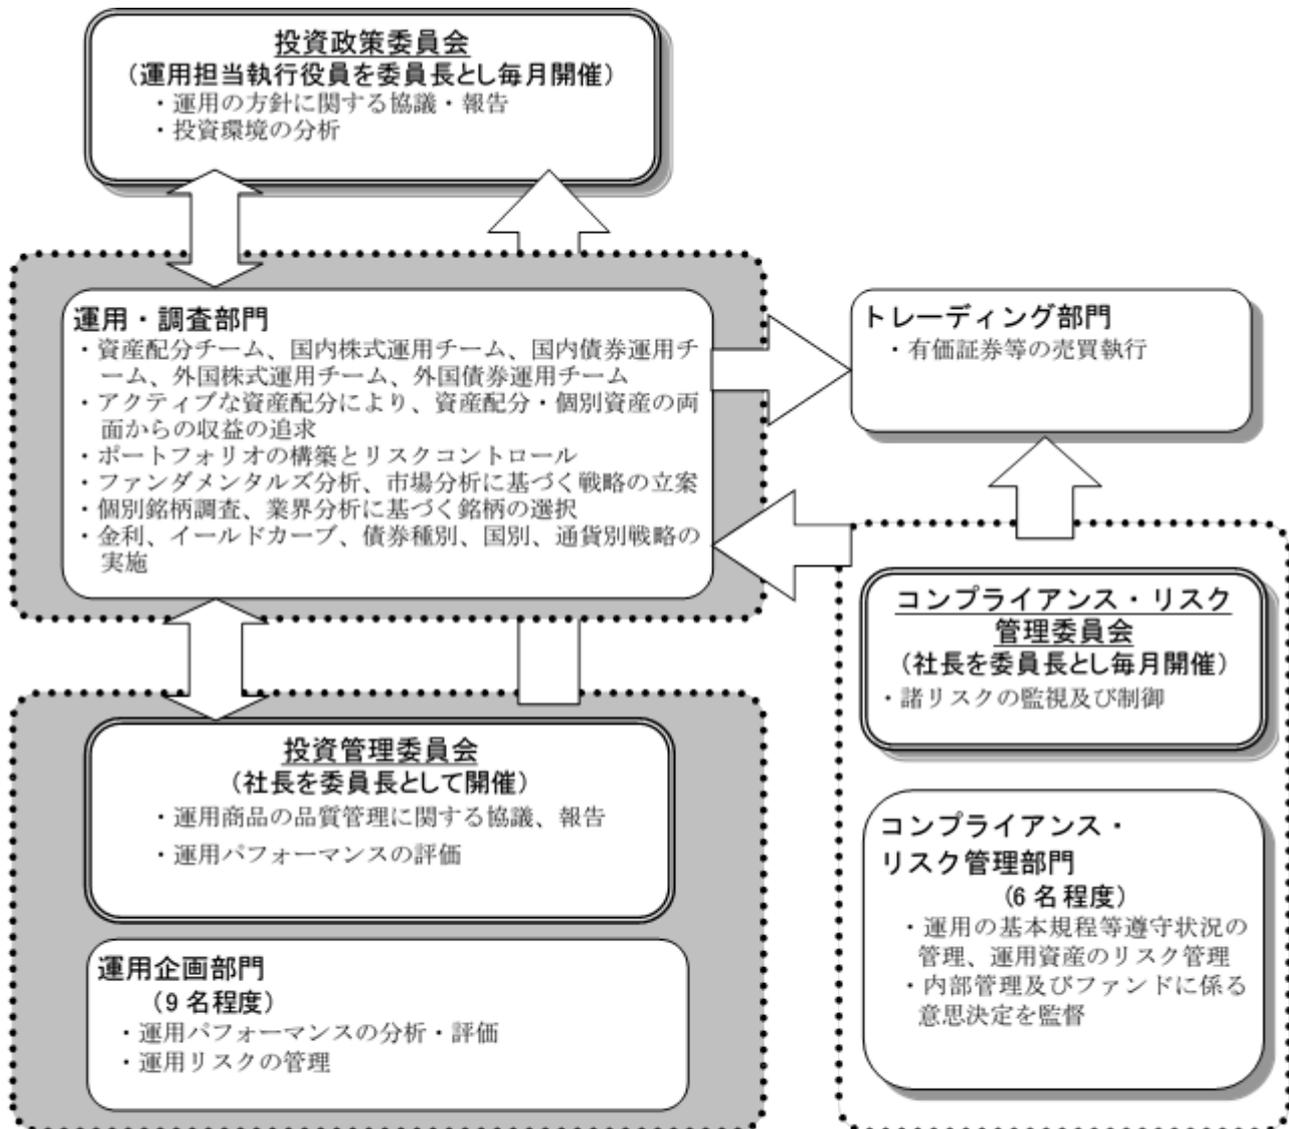 投資政策委員会
（運用担当執行役員を委員長とし毎月開催）
・運用の方針に関する協議・報告
・投資環境の分析
運用・調査部門
・資産配分チーム、国内株式運用チーム、国内債券運用チ
ーム、外国株式運用チーム、外国債券運用チーム
・アクティブな資産配分により、資産配分・個別資産の両
面からの収益の追求
・ポートフォリオの構築とリスクコントロール
・ファンダメンタルズ分析、市場分析に基づく戦略の立案
・個別銘柄調査、業界分析に基づく銘柄の選択
・金利、イールドカーブ、債券種別、国別、通貨別戦略の
実施
トレーディング部門
・有価証券等の売買執行
コンプライアンス・リスク
管理委員会
（社長を委員長とし毎月開催）
・諸リスクの監視及び制御
投資管理委員会
（社長を委員長として開催）
・運用商品の品質管理に関する協議、報告
・運用パフォーマンスの評価
運用企画部門
（9 名程度）
・運用パフォーマンスの分析・評価
・運用リスクの管理
コンプライアンス・
リスク管理部門
（6 名程度）
・運用の基本規程等遵守状況の
管理、運用資産のリスク管理
・内部管理及びファンドに係る
意思決定を監督